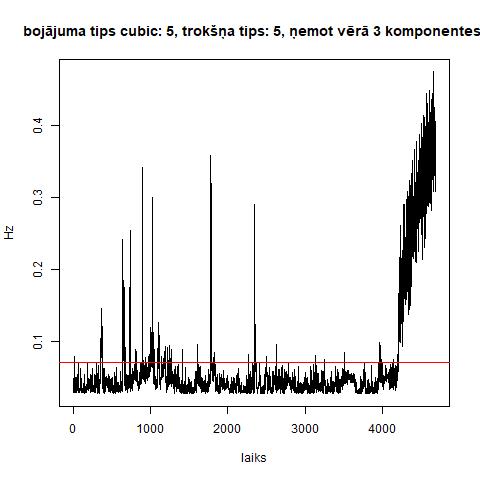 bojājuma tips cubic: 5, trokšņa tips: 5, ņemot vērā 3 komponentes
0.4
0.3
0.2
0.1
Hz
0 1000 2000 3000 4000
laiks